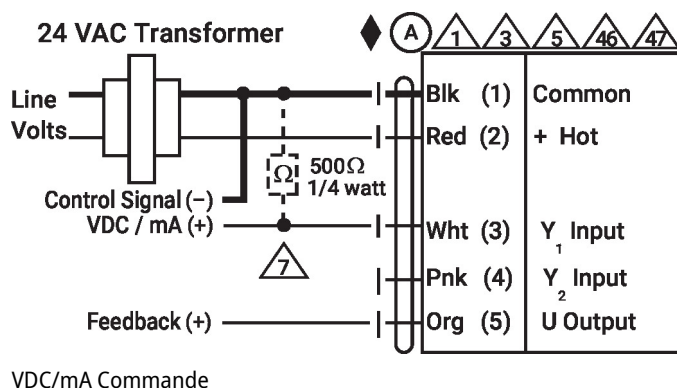 24 VAC Transformer
A 1 3 5 46 47
Line
Volts
Blk (1) Common
Red (2) + Hot
Ω 500Ω
1/4 watt
Control Signal (−)
VDC / mA (+)
Wht (3) Y1 Input
7
Pnk (4) Y2 Input
Feedback (+)
Org (5) U Output
VDC/mA Commande